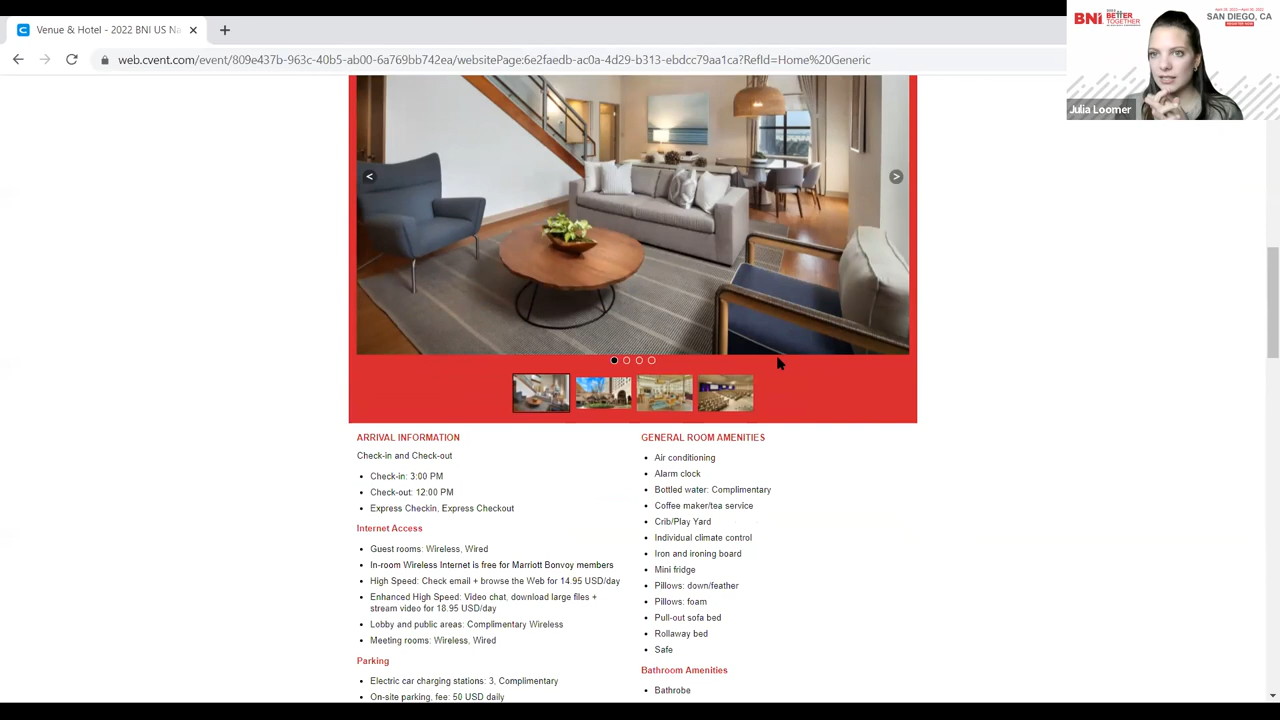 Venue & Hotel - 2022 BNI US Na
web.cvent.com/event/809e437b-963c-40b5-ab00-6a769bb742ea/websitePage:6e2faedb-ac0a-4d29-b313-ebdcc79aa1ca?RefId=Home%20Generic
BNI
BETTER
TOGETHER
SAN DIEGO, CA
Julia Loomer
<
>
ARRIVAL INFORMATION
Check-in and Check-out
Check-in: 3:00 PM
Check-out: 12:00 PM
Express Checkin, Express Checkout
Internet Access
Guest rooms: Wireless, Wired
In-room Wireless Internet is free for Marriott Bonvoy members
High Speed: Check email + browse the Web for 14.95 USD/day
Enhanced High Speed: Video chat, download large files +
stream video for 18.95 USD/day
Lobby and public areas: Complimentary Wireless
Meeting rooms: Wireless, Wired
Parking
Electric car charging stations: 3, Complimentary
On-site parking, fee: 50 USD daily
GENERAL ROOM AMENITIES
Air conditioning
Alarm clock
Bottled water: Complimentary
Coffee maker/tea service
Crib/Play Yard
Individual climate control
Iron and ironing board
Mini fridge
Pillows: down/feather
Pillows: foam
Pull-out sofa bed
Rollaway bed
Safe
Bathroom Amenities
Bathrobe